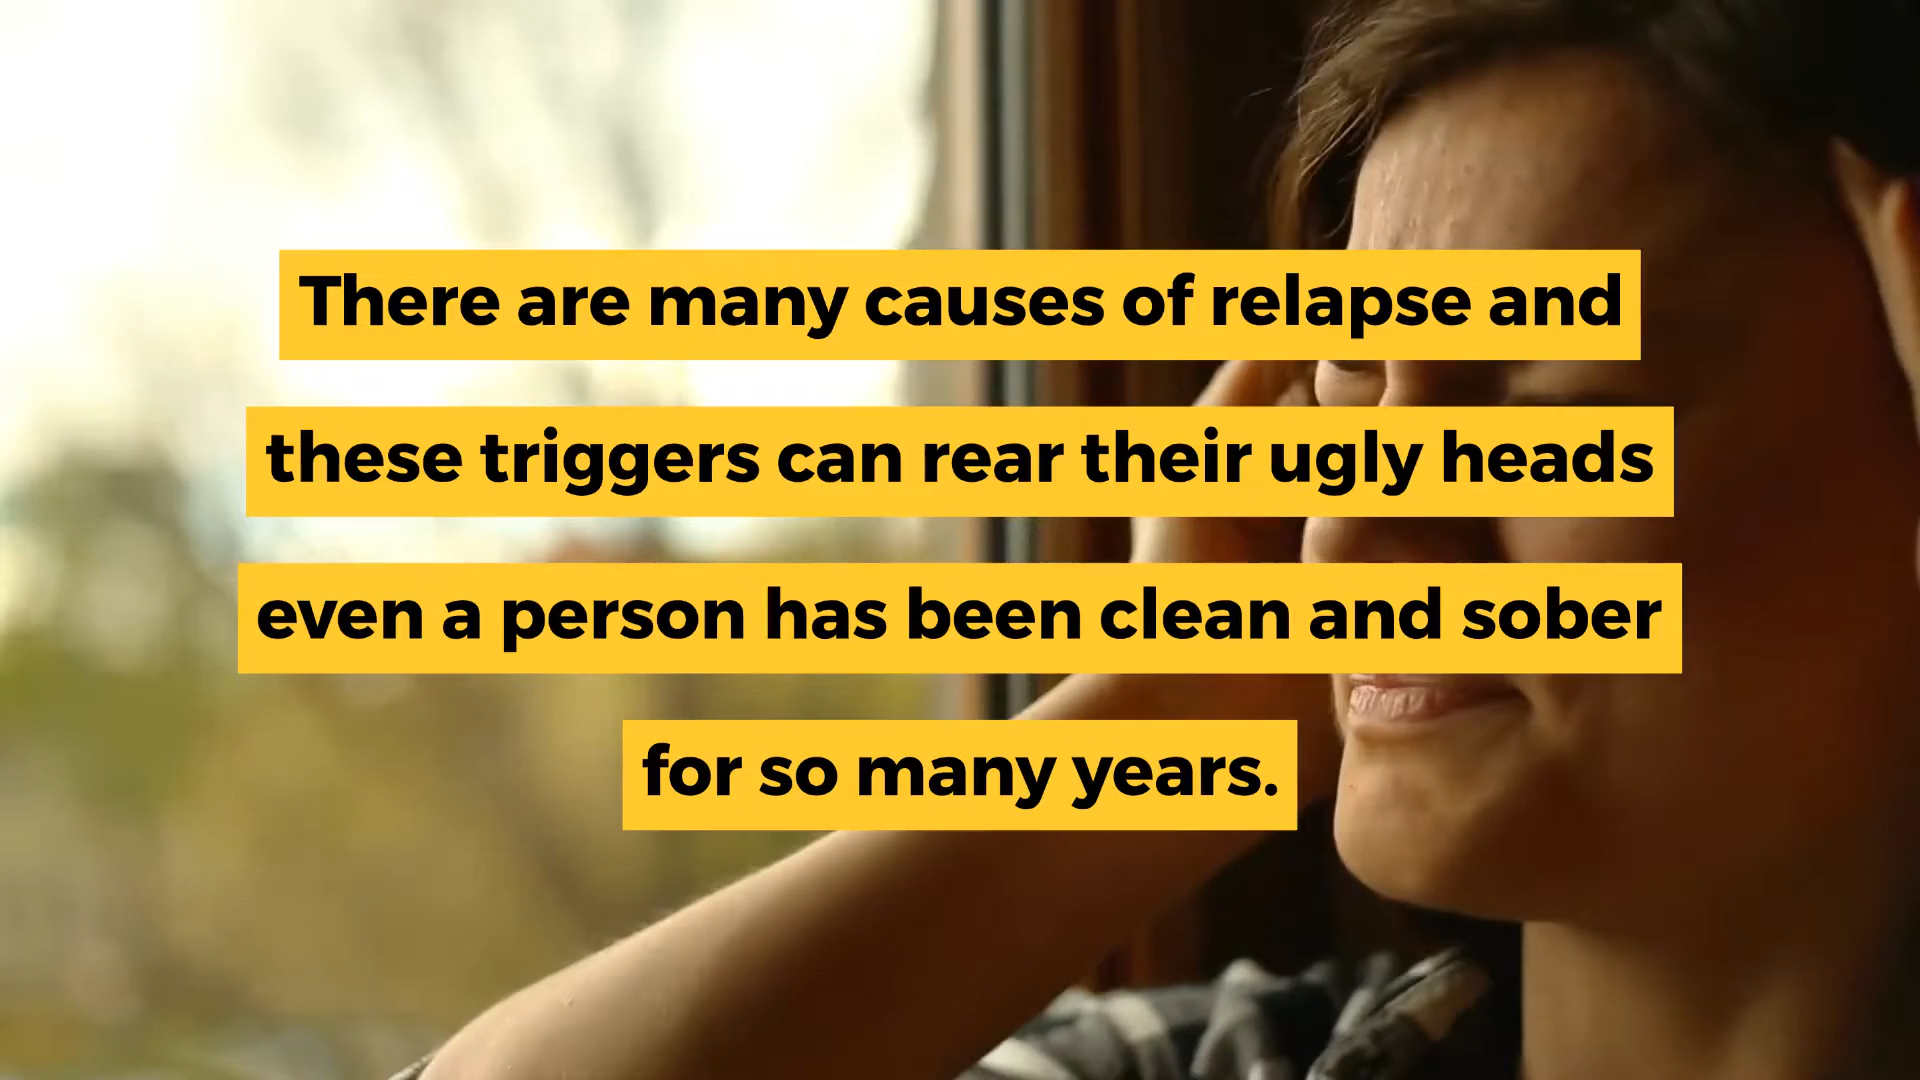 There are many causes of relapse and
these triggers can rear their ugly heads
even a person has been clean and sober
for so many years.